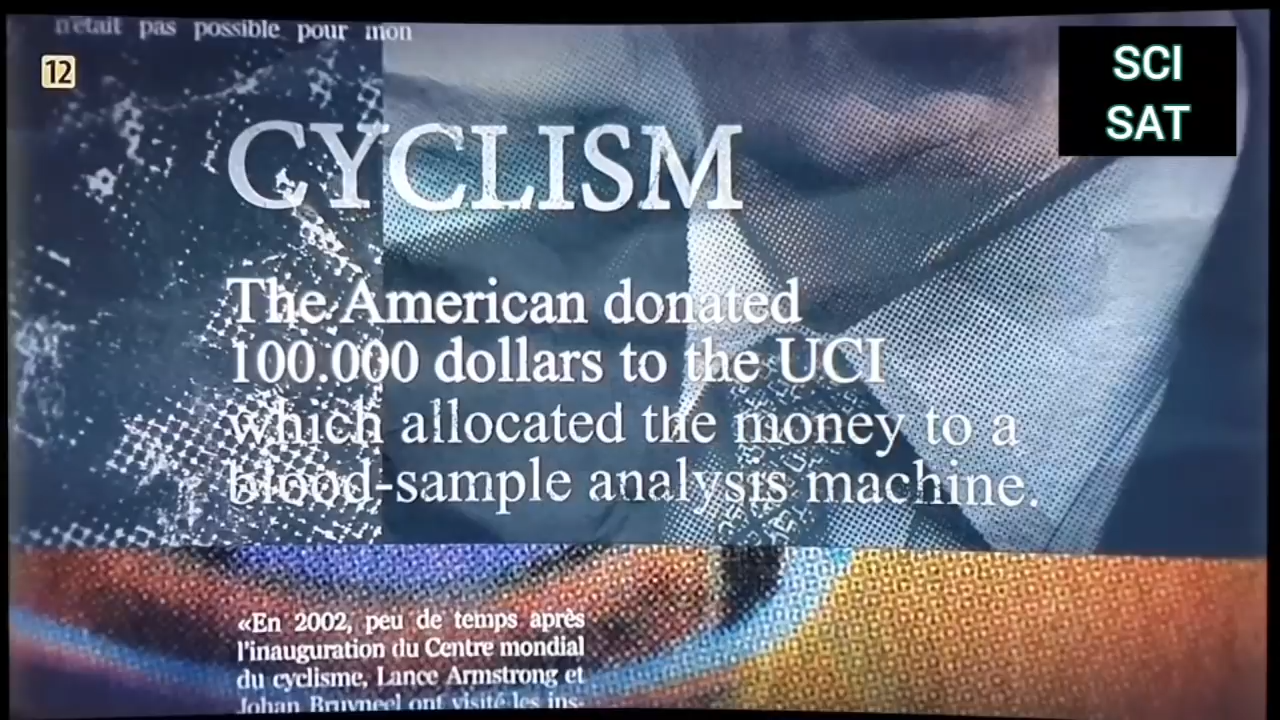 n'était pas possible pour mon
12
SCI
SAT
CYCLISM
The American donated
100.000 dollars to the UCI
which allocated the money to a
blood-sample analysis machine.
«En 2002, peu de temps après
l'inauguration du Centre mondial
du cyclisme, Lance Armstrong et
Johan Bruyneel ont visité les ins-